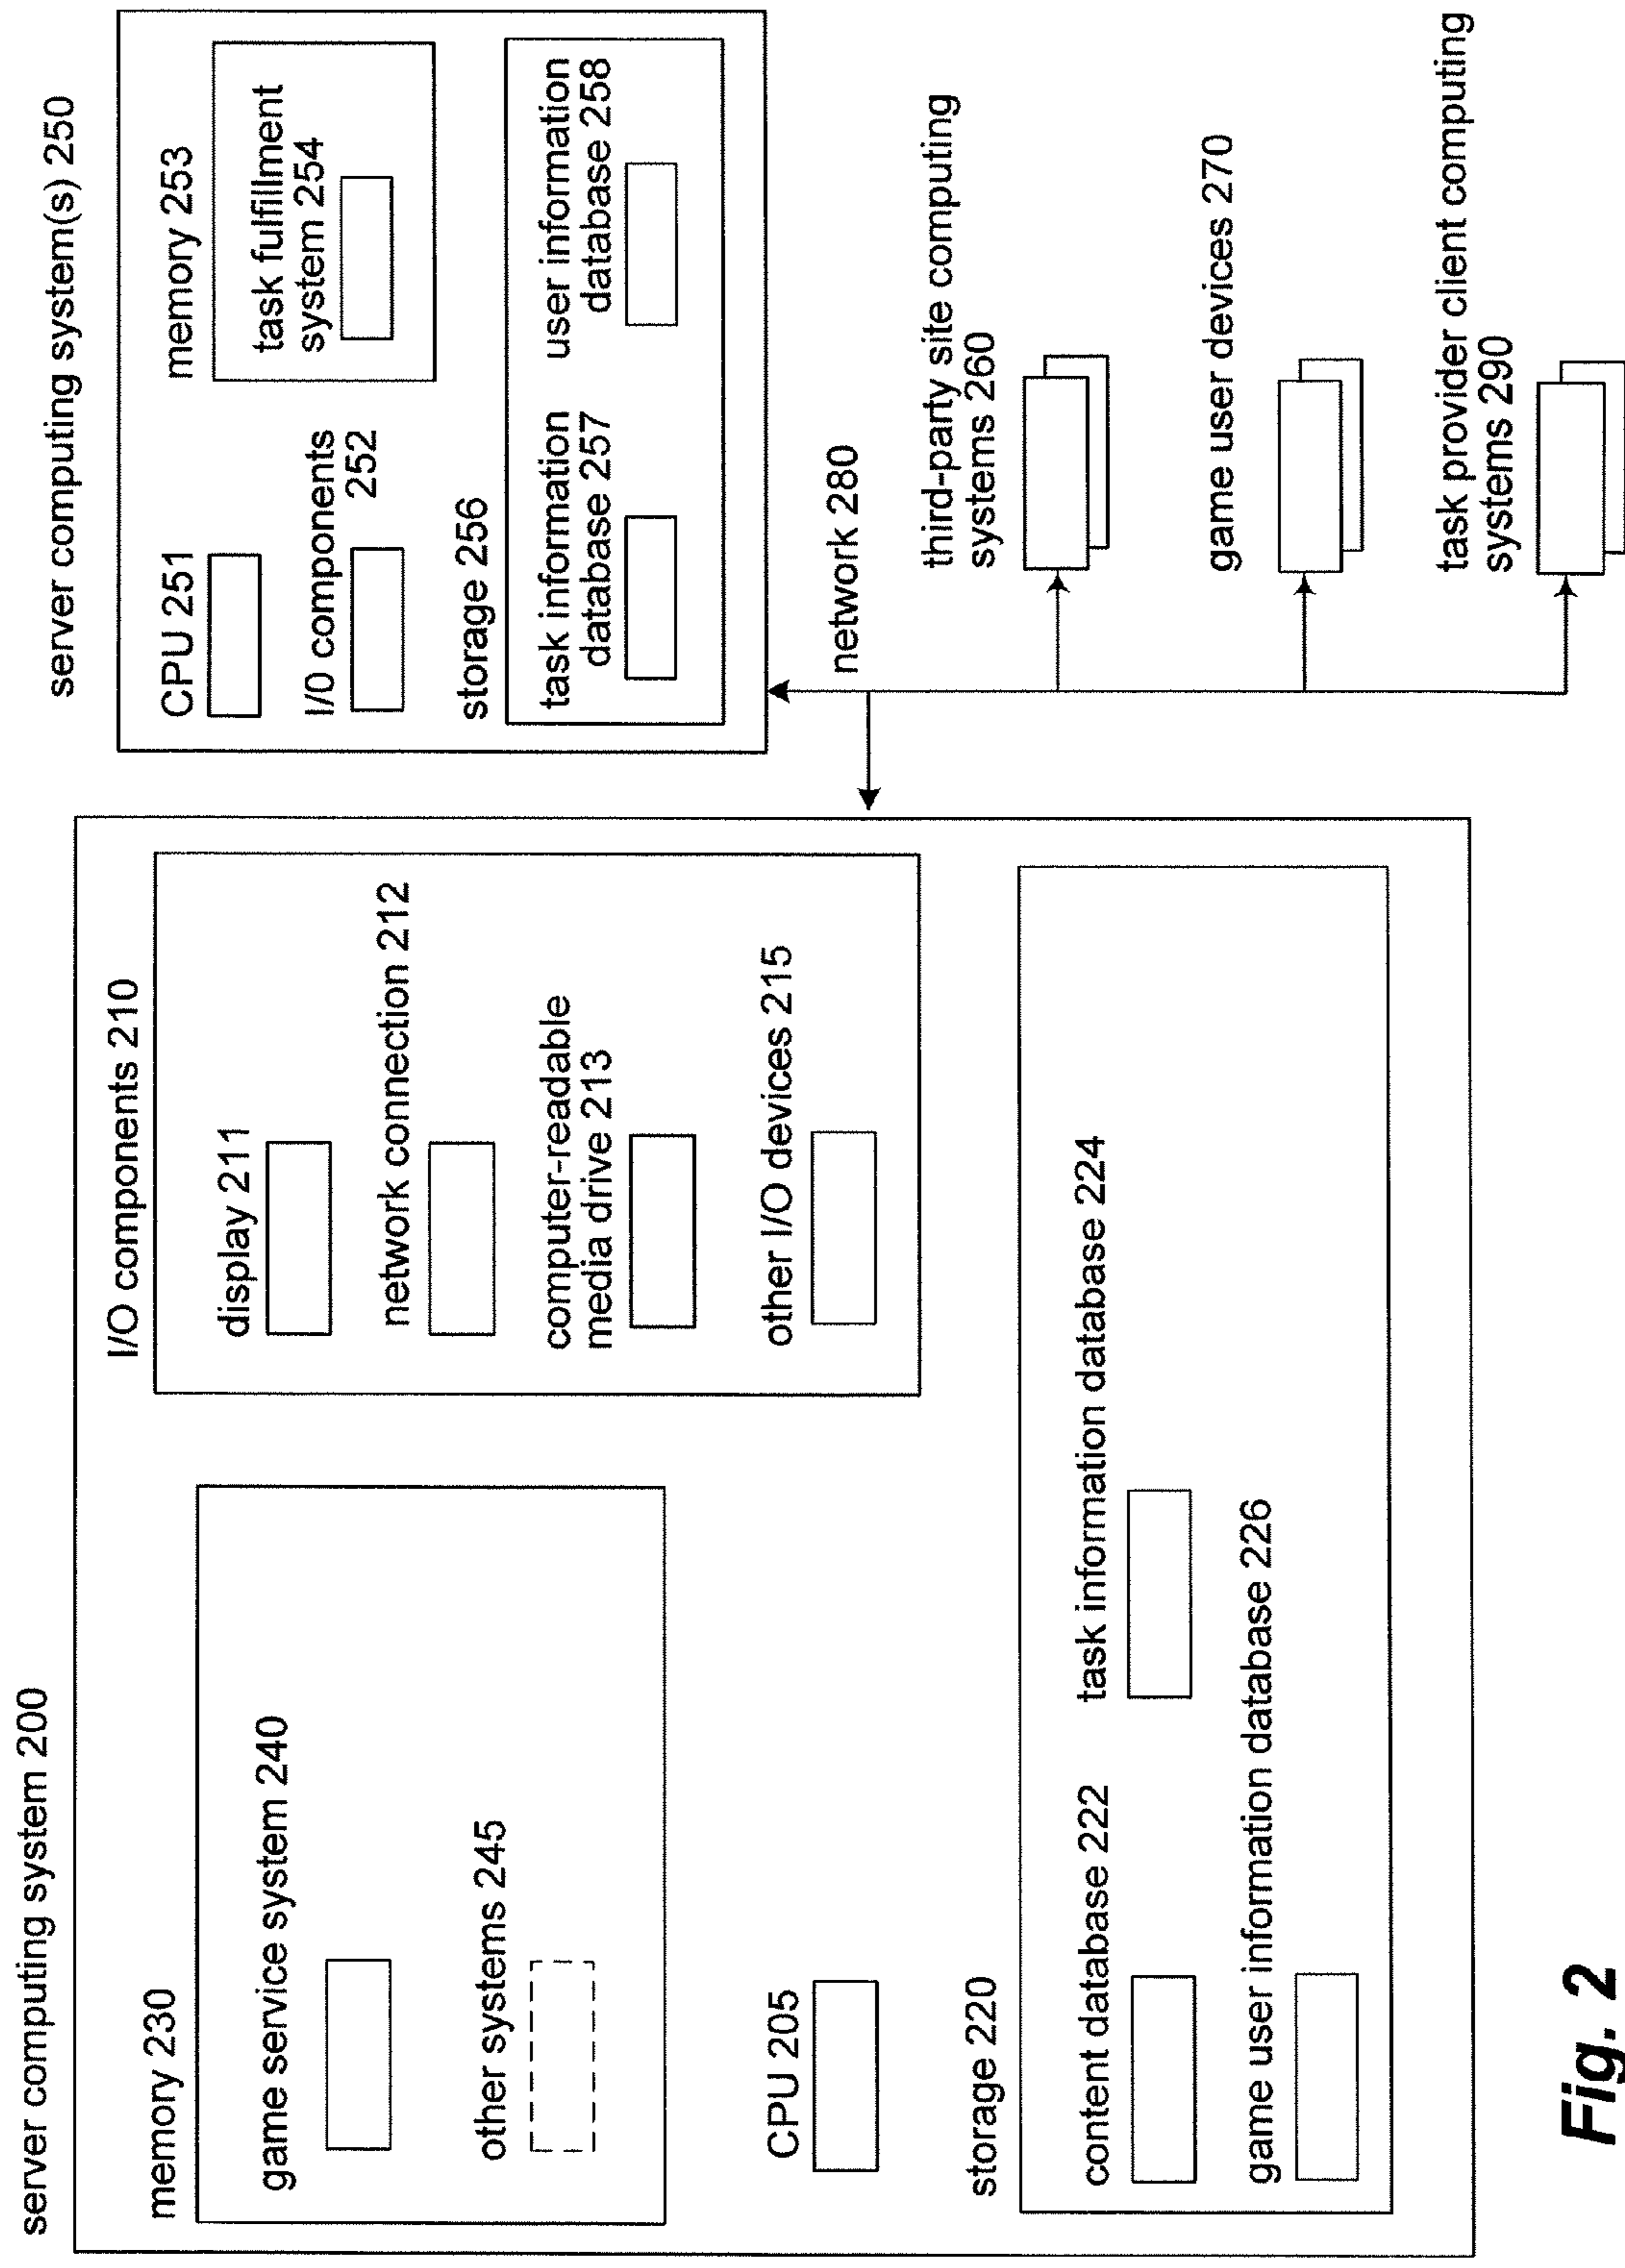 server computing system 200
memory 230
game service system 240
other systems 245
CPU 205
I/O components 210
display 211
network connection 212
computer-readable
media drive 213
other I/O devices 215
storage 220
content database 222
task information database 224
game user information database 226
server computing system(s) 250
CPU 251
I/0 components
252
memory 253
task fulfillment
system 254
storage 256
task information
database 257
user information
database 258
network 280
third-party site computing
systems 260
game user devices 270
task provider client computing
systems 290
Fig. 2